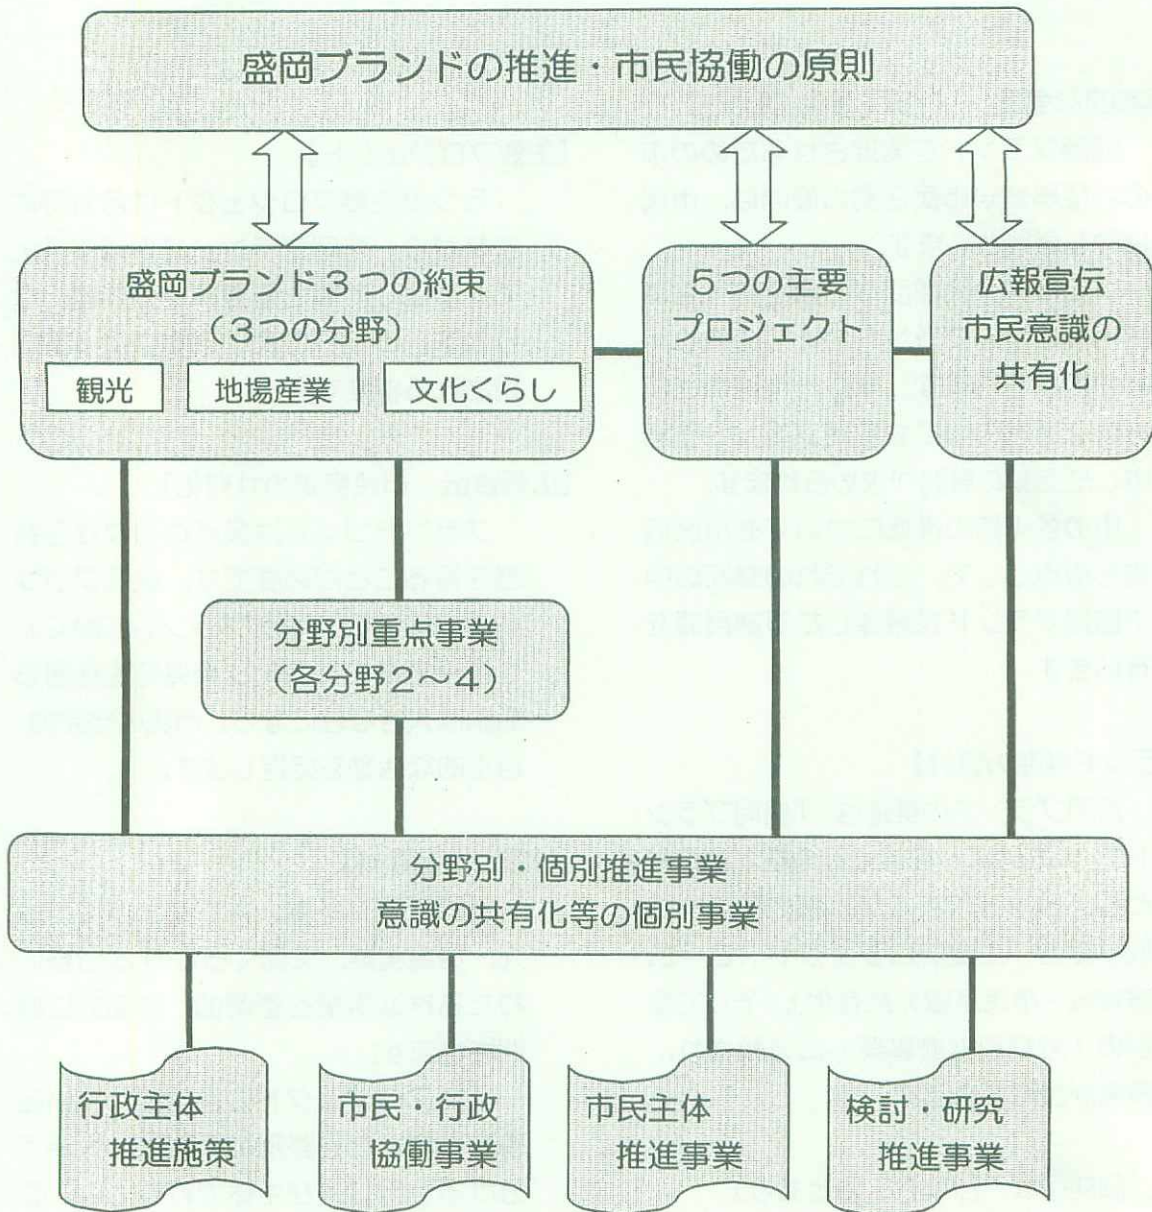 盛岡ブランドの推進・市民協働の原則
盛岡ブランド3つの約束
(3つの分野)
観光
地場産業
文化くらし
5つの主要
プロジェクト
広報宣伝
市民意識の
共有化
分野別重点事業
(各分野2~4)
分野別・個別推進事業
意識の共有化等の個別事業
行政主体
推進施策
市民・行政
協働事業
市民主体
推進事業
検討・研究
推進事業